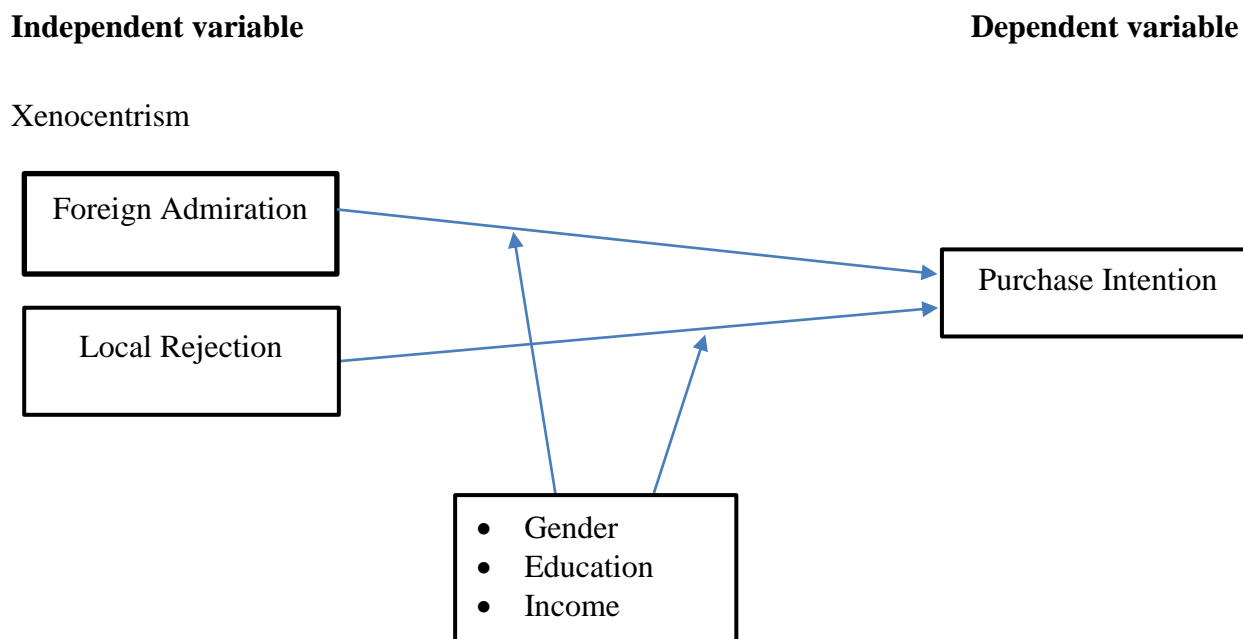 Independent variable
Dependent variable
Xenocentrism
Foreign Admiration
Purchase Intention
Local Rejection
• Gender
• Education
• Income